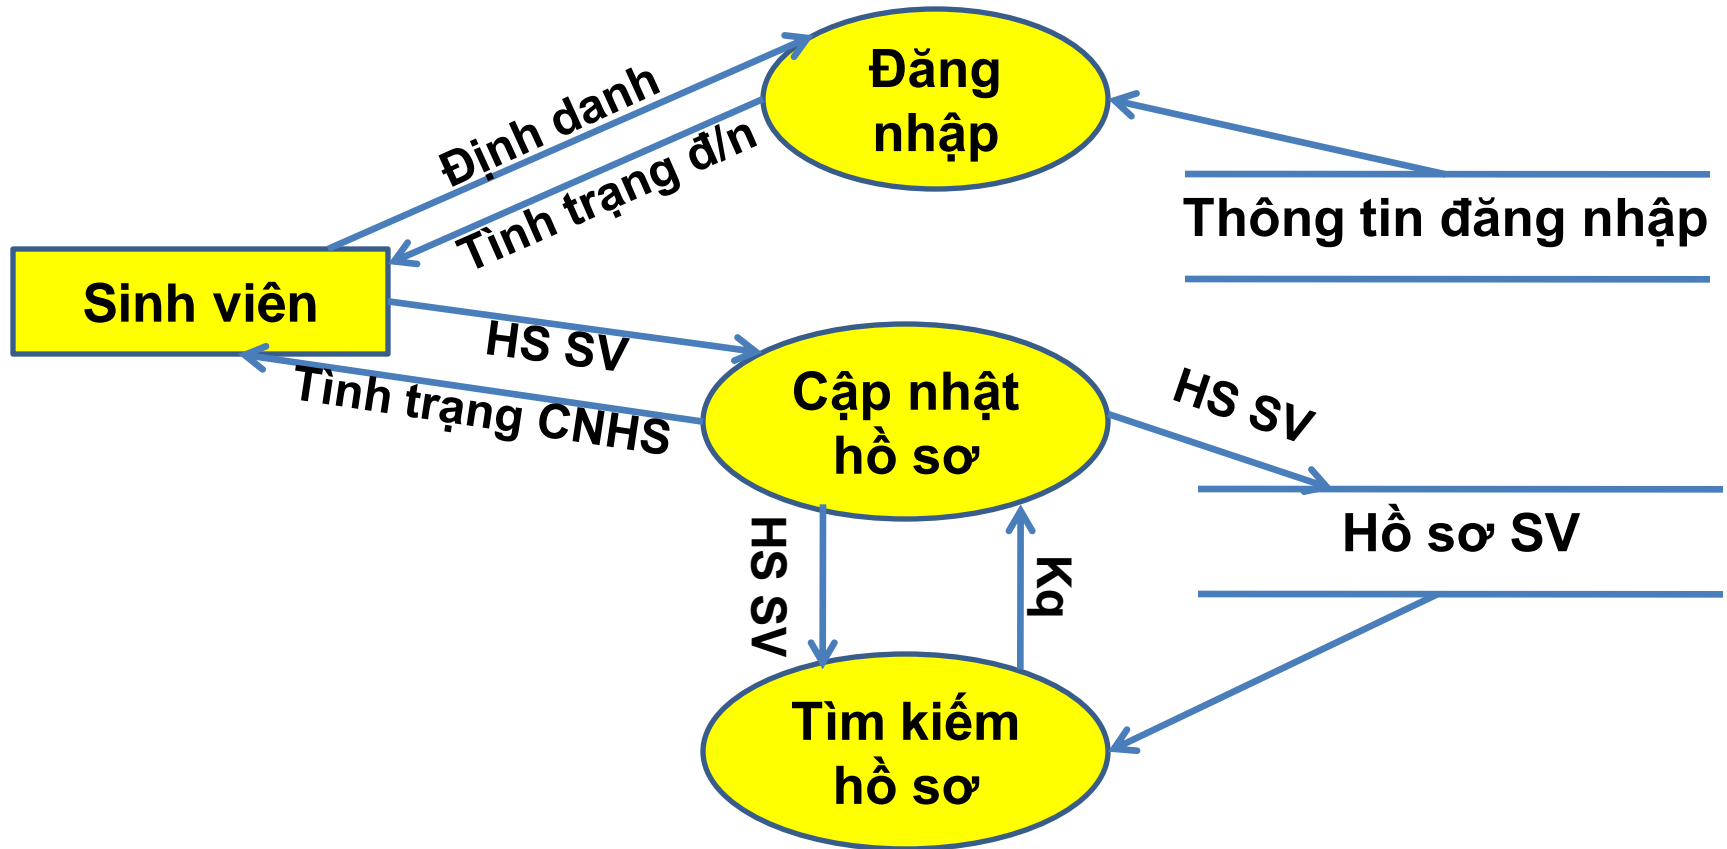 Đăng
nhập
Định danh
Tình trạng đ/n
Thông tin đăng nhập
Sinh viên
HS SV
Tình trạng CNHS
Cập nhật
hồ sơ
HS SV
Hồ sơ SV
HS SV
Kq
Tìm kiếm
hồ sơ